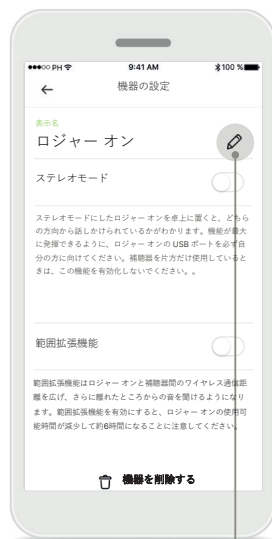 PH 9:41 AM 100 %
機器の設定
表示名
ロジャー オン
ステレオモード
ステレオモードにしたロジャー オンを卓上に置くと、どちら
の方向から話しかけられているかがわかります。機能が最大
に発揮できるように、ロジャー オンの USB ポートを必ず自
分の方に向けてください。補聴器を片方だけ使用していると
きは、この機能を有効化しないでください。。
範囲拡張機能
範囲拡張機能はロジャー オンと補聴器間のワイヤレス通信距
離を広げ、さらに離れたところからの音を聞けるようになり
ます。範囲拡張機能を有効にすると、ロジャー オンの使用可
能時間が減少して約6時間になることに注意してください。
機器を削除する